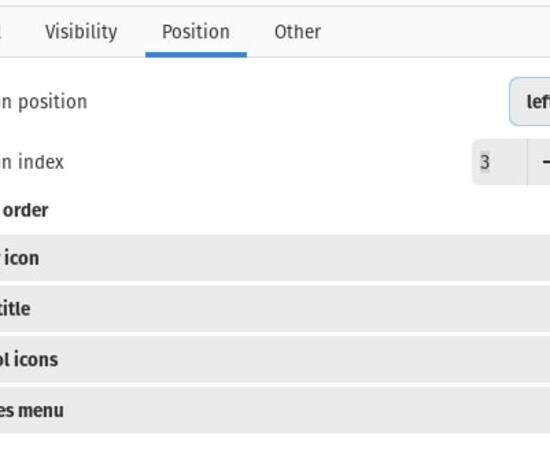 Visibility Position Other
n position
lef
n index 3
order
icon
title
ol icons
es menu